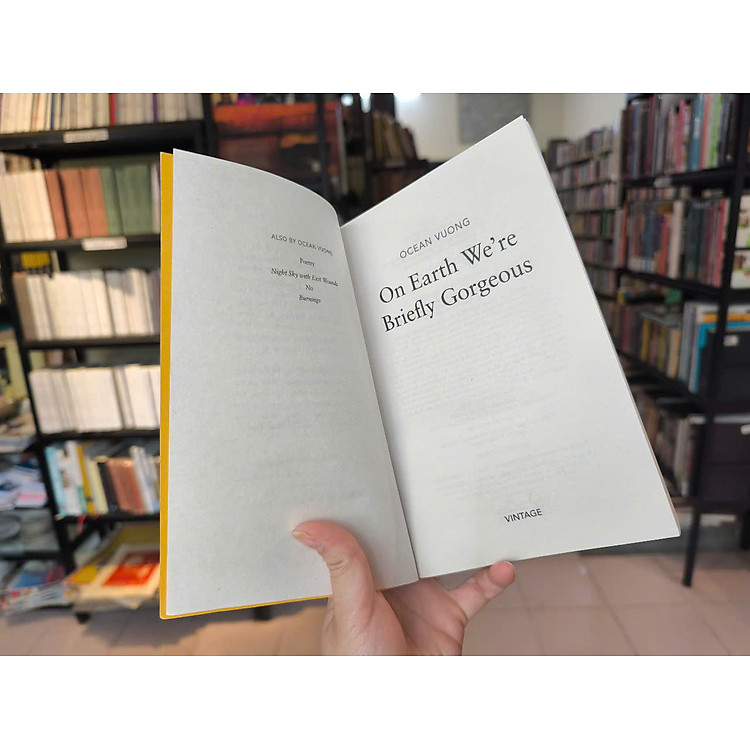 ALSO BY OCEAN VUONG
Poetry
Night Sky with Exit Wounds
No
Burnings
OCEAN VUONG
On Earth We're
Briefly Gorgeous
VINTAGE